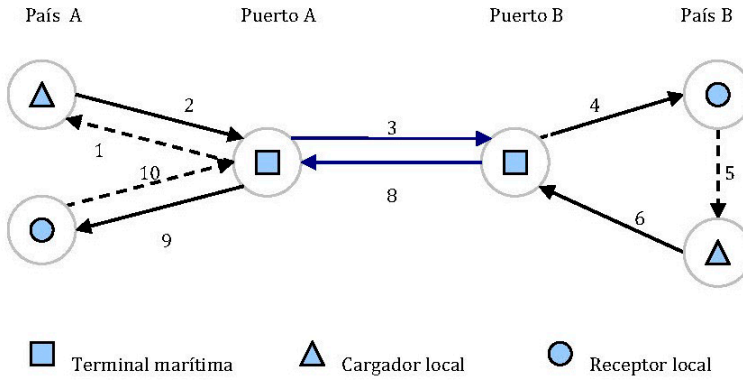 País A Puerto A Puerto B País B
2 3 4
1
10 5
8 6
9
Terminal marítima Cargador local Receptor local